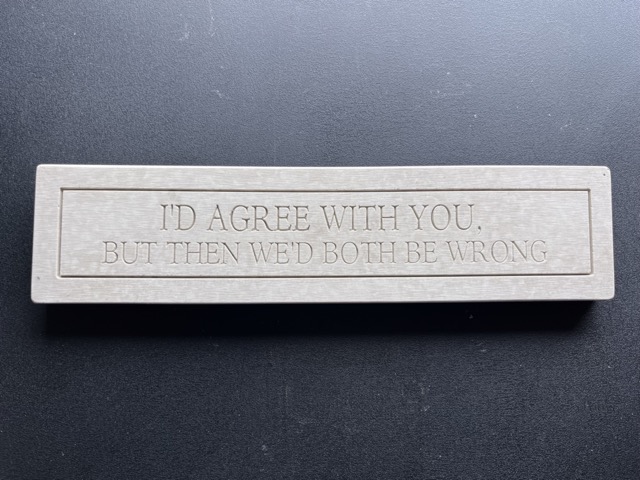 I'D AGREE WITH YOU,
BUT THEN WE'D BOTH BE WRONG